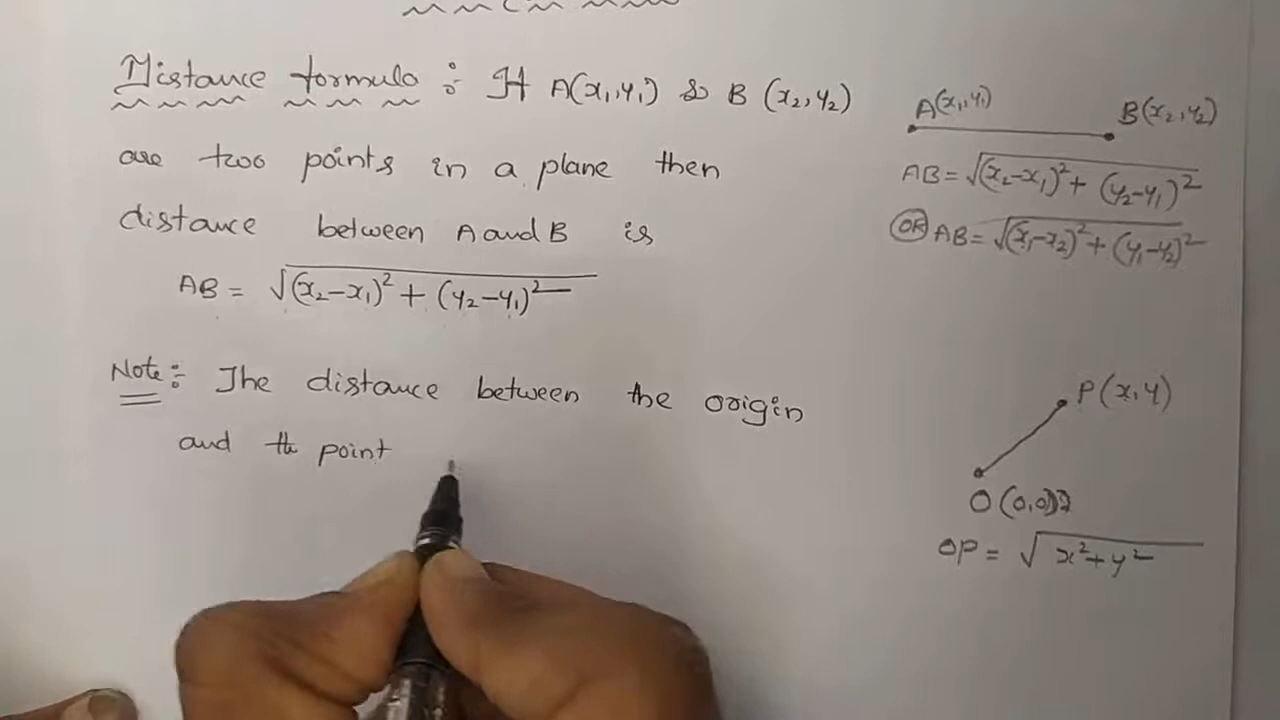 Distance formula : If A(x₁,y₁) & B (x₂,y₂)
are two points in a plane then
distance between A and B is
AB = √(x₂-x₁)² + (y₂-y₁)²
Note : The distance between the origin
and the point
A(x₁,y₁) B(x₂,y₂)
AB = √(x₂-x₁)² + (y₂-y₁)²
OR AB = √(x₁-x₂)² + (y₁-y₂)²
P(x,y)
O(0,0)
OP = √x²+y²